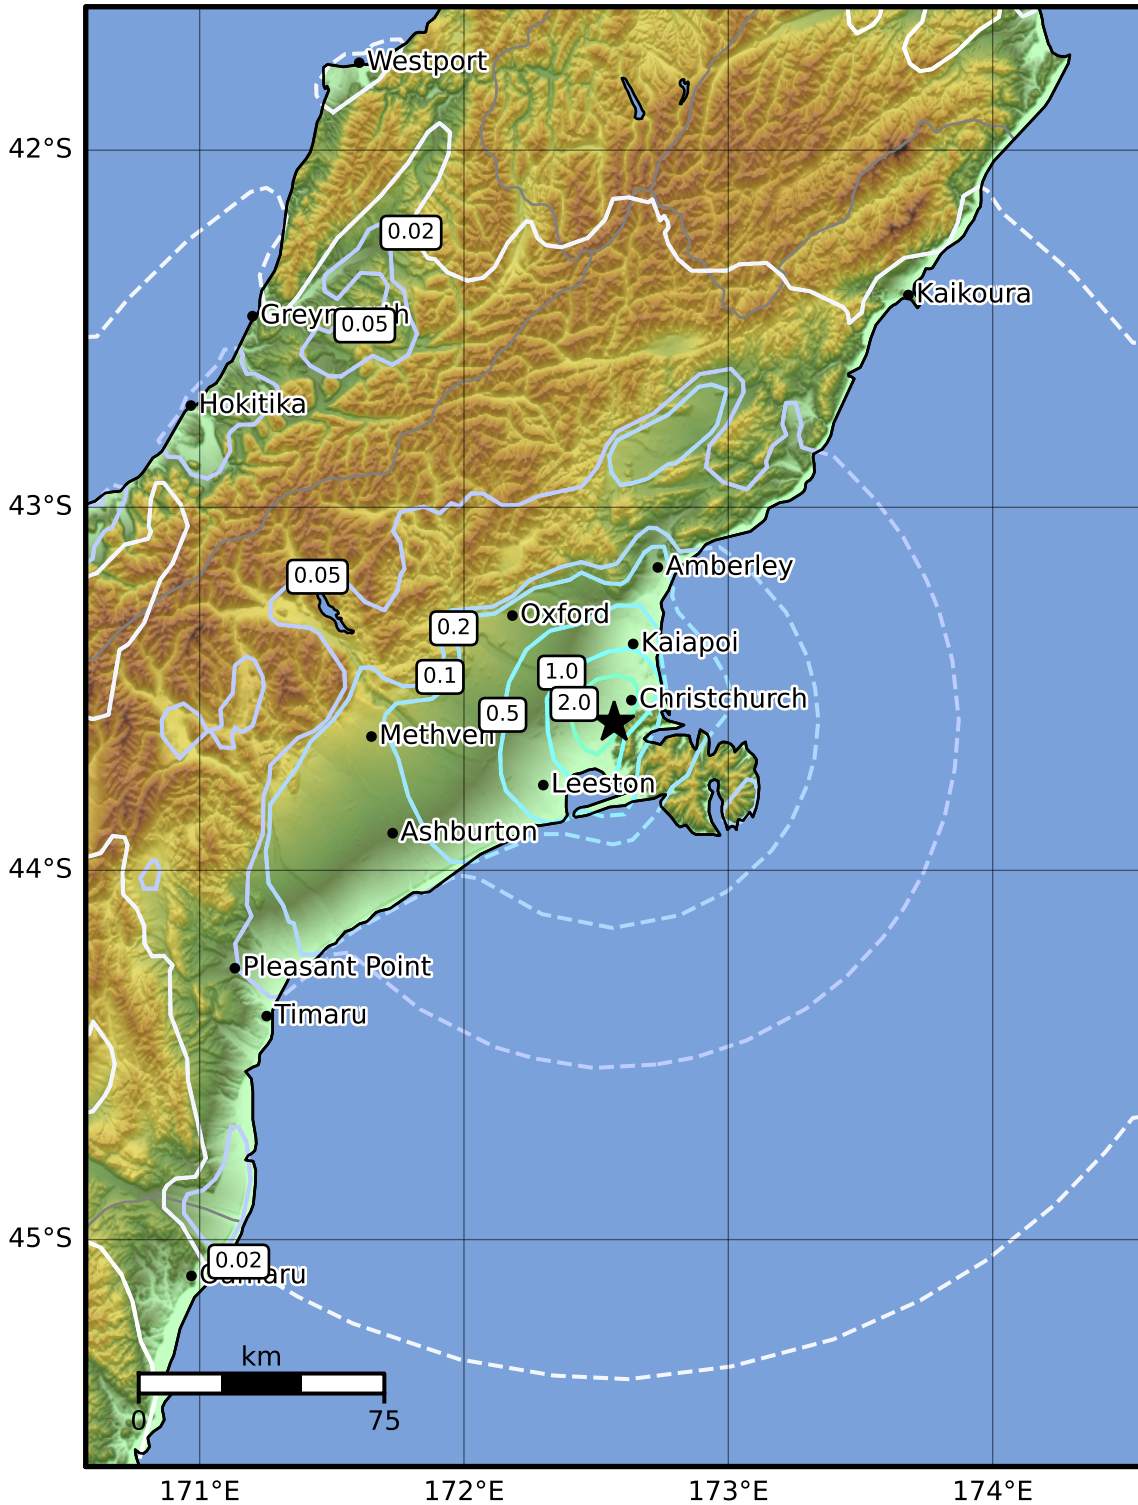 Westport
42°S
0.02
Kaikoura
Greymouth
0.05
Hokitika
43°S
Amberley
0.05
Oxford
0.2
Kaiapoi
1.0
0.1
Christchurch
2.0
0.5
Methven
Leeston
Ashburton
44°S
Pleasant Point
Timaru
45°S
0.02
Oamaru
km
0 75
171°E 172°E 173°E 174°E